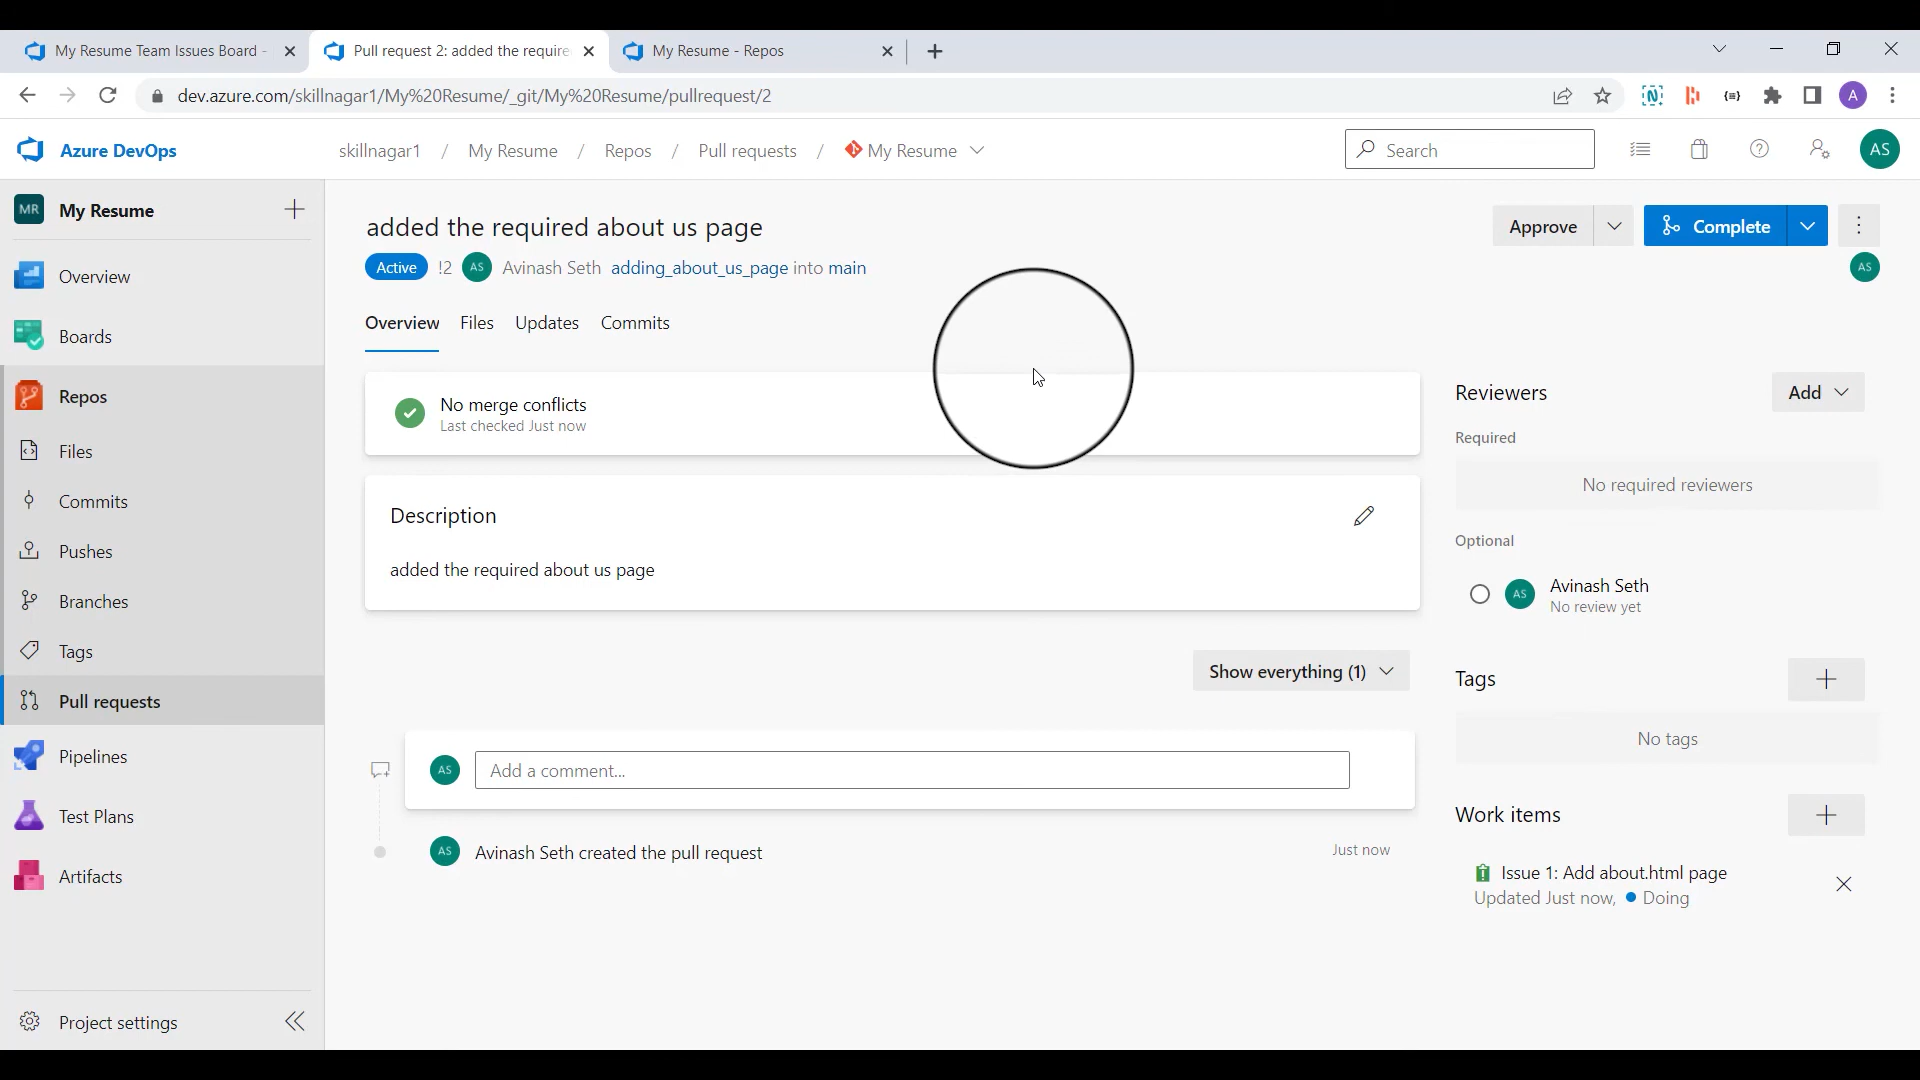 My Resume Team Issues Board -
Pull request 2: added the require
My Resume - Repos
dev.azure.com/skillnagar1/My%20Resume/_git/My%20Resume/pullrequest/2
A
Azure DevOps
skillnagar1 / My Resume / Repos / Pull requests / My Resume
Search
AS
MR My Resume
Overview
Boards
Repos
Files
Commits
Pushes
Branches
Tags
Pull requests
Pipelines
Test Plans
Artifacts
Project settings
added the required about us page
Approve
Complete
Active !2 AS Avinash Seth adding_about_us_page into main
AS
Overview Files Updates Commits
No merge conflicts
Last checked Just now
Description
added the required about us page
Show everything (1)
AS Add a comment...
AS Avinash Seth created the pull request Just now
Reviewers
Add
Required
No required reviewers
Optional
AS Avinash Seth
No review yet
Tags
No tags
Work items
Issue 1: Add about.html page
Updated Just now, Doing